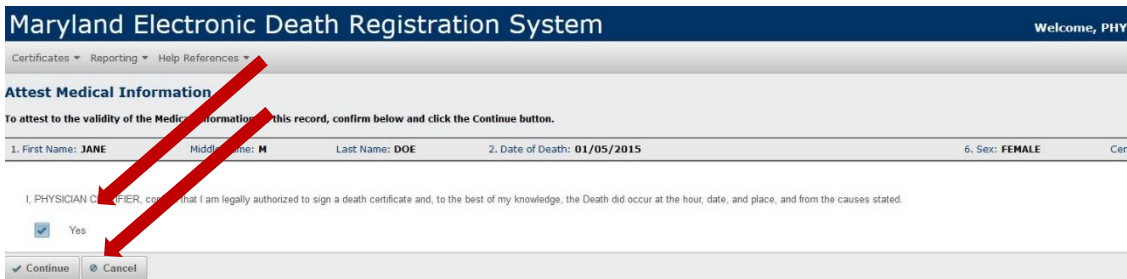 Maryland Electronic Death Registration System
Welcome, PHY
Certificates Reporting Help References
Attest Medical Information
To attest to the validity of the Medical this record, confirm below and click the Continue button.
1. First Name: JANE Middle M Last Name: DOE 2. Date of Death: 01/05/2015 6. Sex: FEMALE Cer
I, PHYSICIAN that I am legally authorized to sign a death certificate and, to the best of my knowledge, the Death did occur at the hour, date, and place, and from the causes stated.
Yes
Continue Cancel